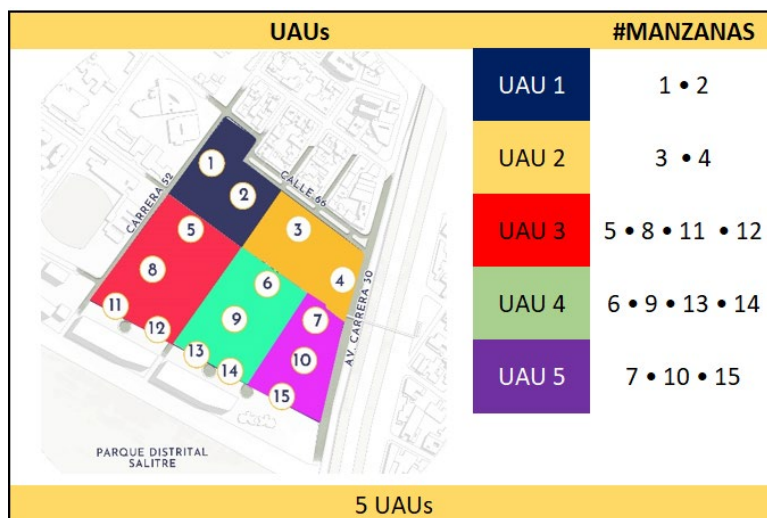 UAUs
#MANZANAS
UAU 1
1 • 2
UAU 2
3 • 4
UAU 3
5 • 8 • 11 • 12
UAU 4
6 • 9 • 13 • 14
UAU 5
7 • 10 • 15
CARRERA 52
CALLE 66
AV. CARRERA 30
1
2
3
4
5
6
7
8
9
10
11
12
13
14
15
PARQUE DISTRITAL
SALITRE
5 UAUs